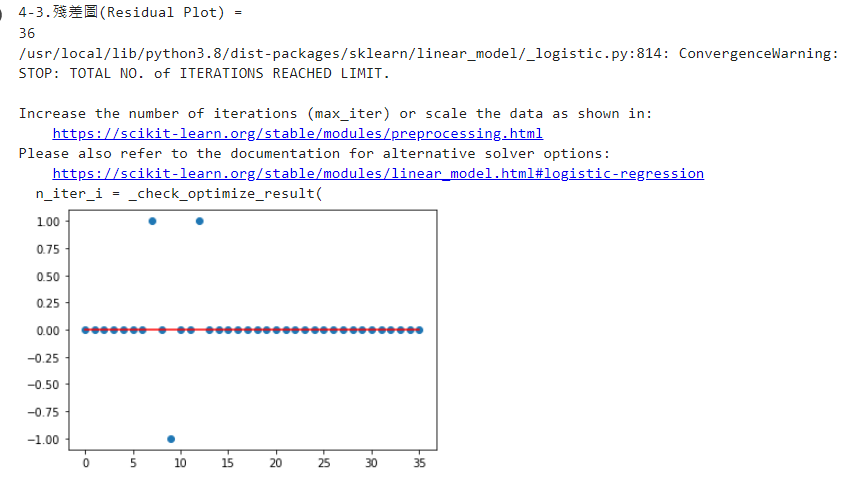 4-3.殘差圖(Residual Plot) =
36
/usr/local/lib/python3.8/dist-packages/sklearn/linear_model/_logistic.py:814: ConvergenceWarning:
STOP: TOTAL NO. of ITERATIONS REACHED LIMIT.
Increase the number of iterations (max_iter) or scale the data as shown in:
https://scikit-learn.org/stable/modules/preprocessing.html
Please also refer to the documentation for alternative solver options:
https://scikit-learn.org/stable/modules/linear_model.html#logistic-regression
n_iter_i = _check_optimize_result(
1.00
0.75
0.50
0.25
0.00
−0.25
−0.50
−0.75
−1.00
0 5 10 15 20 25 30 35